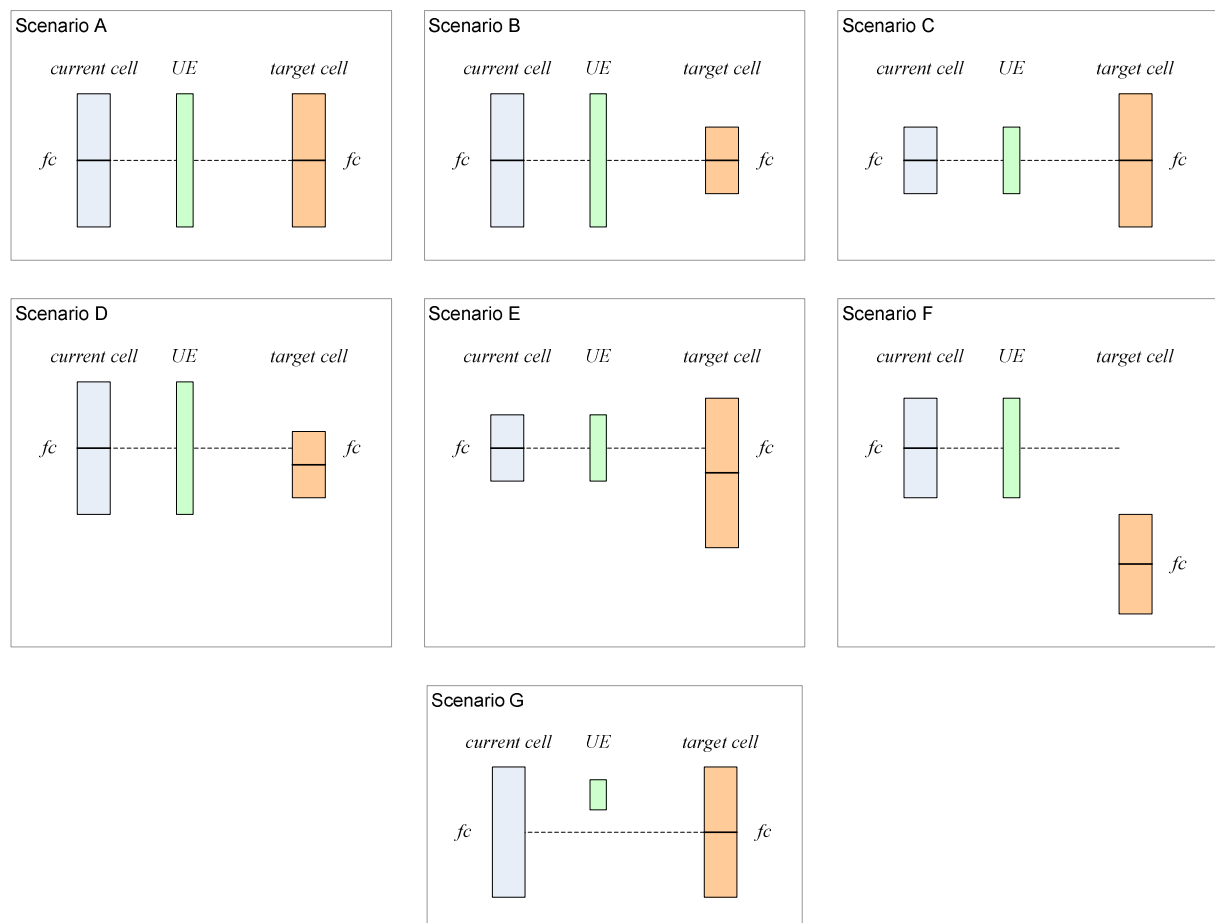 Scenario A
current cell UE target cell
fc fc
Scenario B
current cell UE target cell
fc fc
Scenario C
current cell UE target cell
fc fc
Scenario D
current cell UE target cell
fc fc
Scenario E
current cell UE target cell
fc fc
Scenario F
current cell UE target cell
fc
fc
Scenario G
current cell UE target cell
fc fc